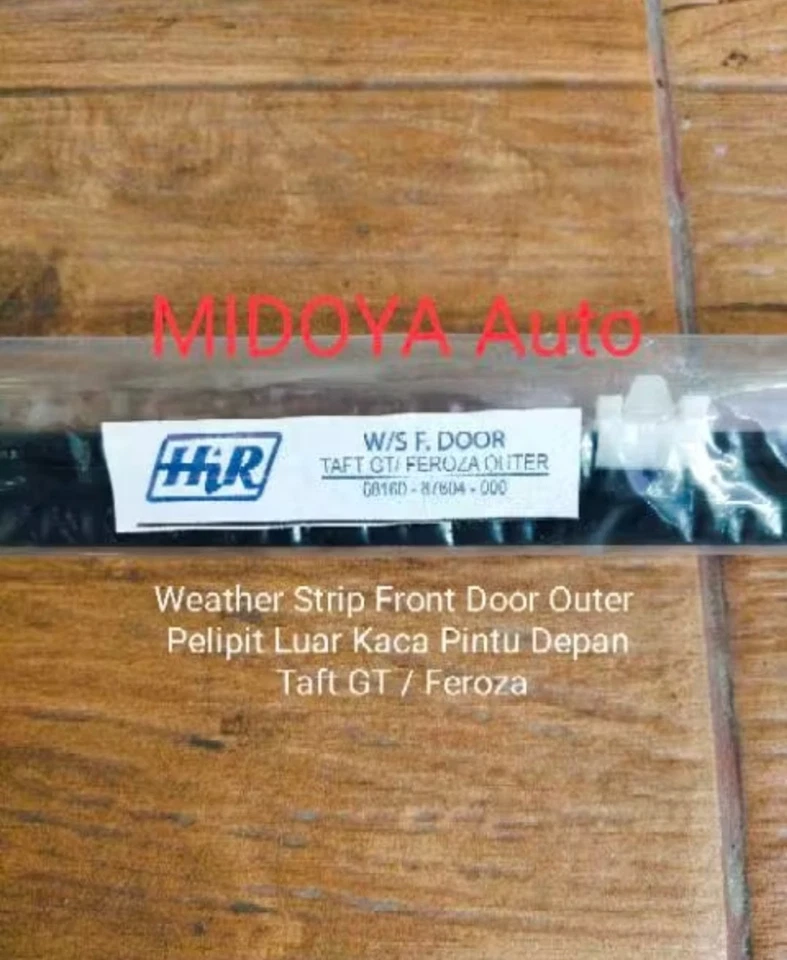 MIDOYA Auto
HiR
W/S F. DOOR
TAFT GT/ FEROZA OUTER
Weather Strip Front Door Outer
Pelipit Luar Kaca Pintu Depan
Taft GT / Feroza